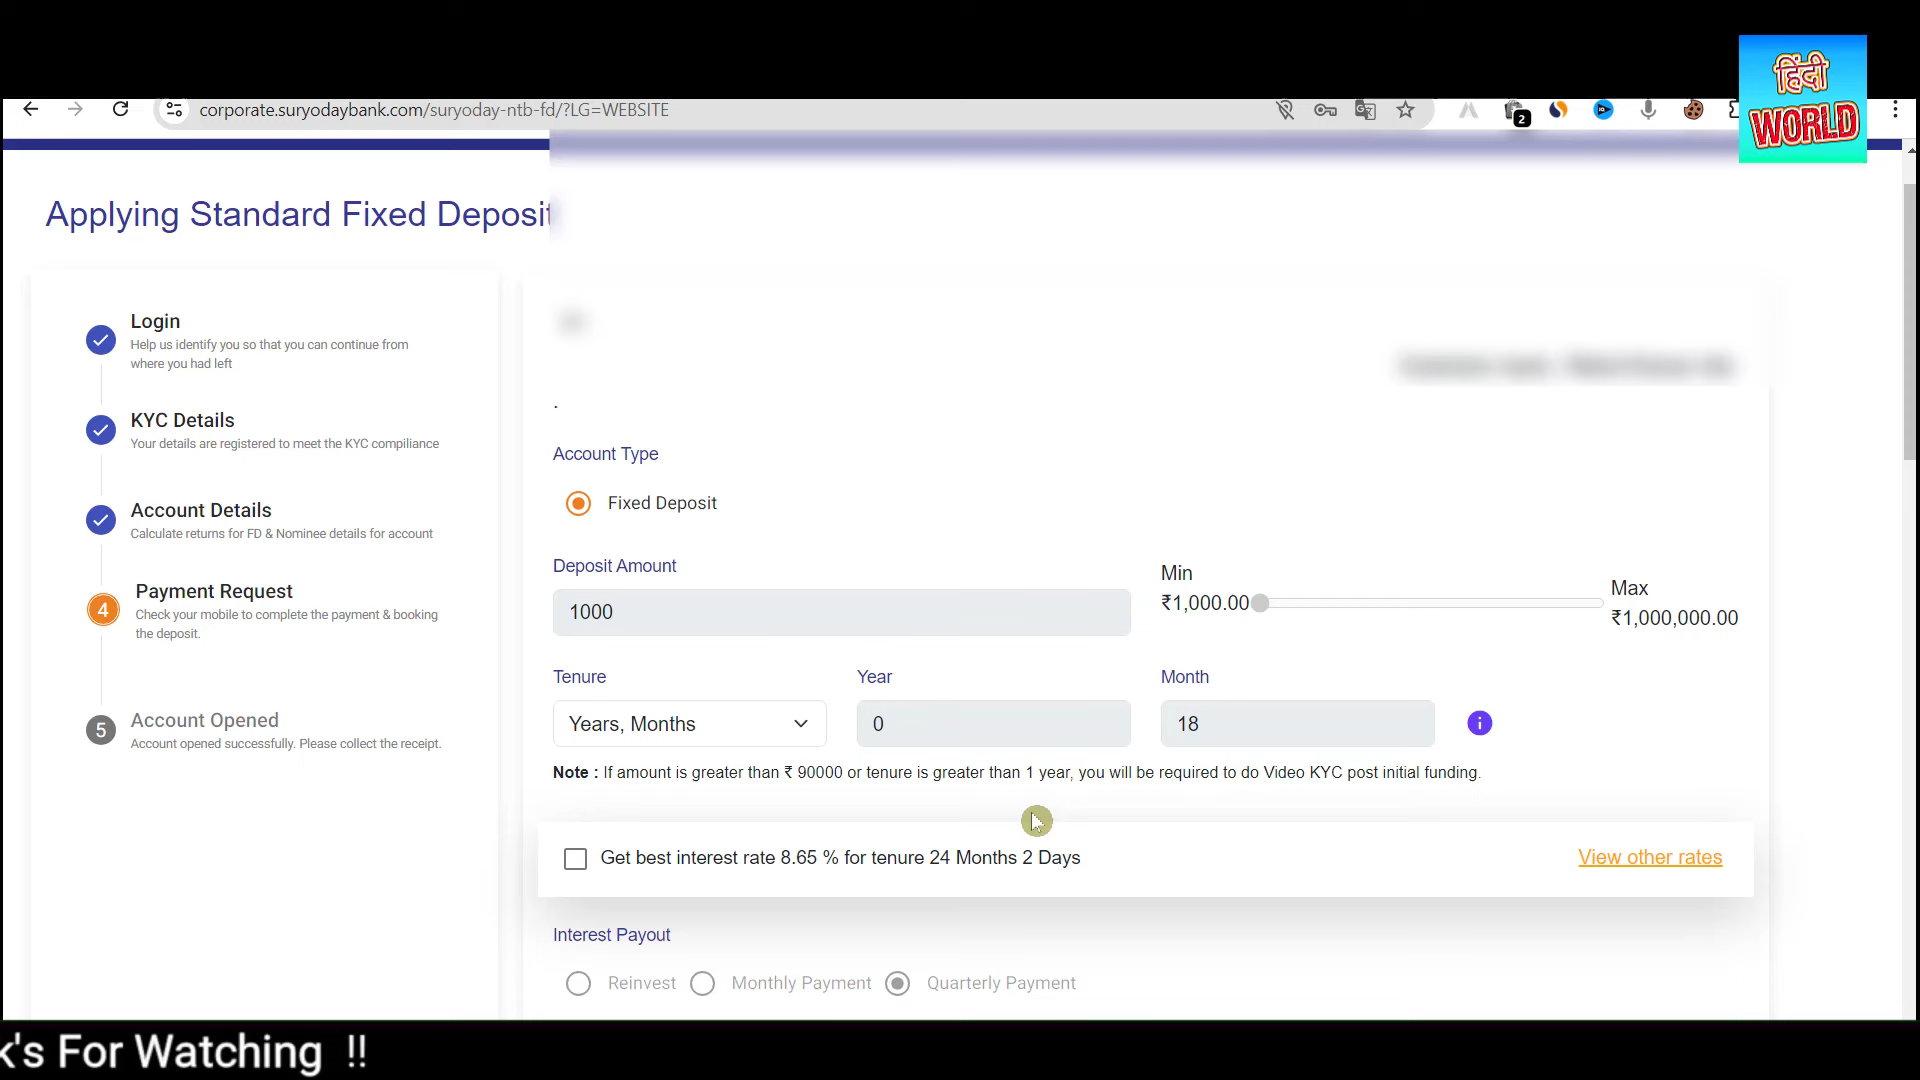 हिंदी
WORLD
corporate.suryodaybank.com/suryoday-ntb-fd/?LG=WEBSITE
2
Applying Standard Fixed Deposit
Login
Help us identify you so that you can continue from
where you had left
KYC Details
Your details are registered to meet the KYC compiliance
Account Details
Calculate returns for FD & Nominee details for account
4
Payment Request
Check your mobile to complete the payment & booking
the deposit.
5
Account Opened
Account opened successfully. Please collect the receipt.
.
Account Type
Fixed Deposit
Deposit Amount
1000
Min
₹1,000.00
Max
₹1,000,000.00
Tenure
Year
Month
Years, Months
0
18
i
Note : If amount is greater than ₹ 90000 or tenure is greater than 1 year, you will be required to do Video KYC post initial funding.
Get best interest rate 8.65 % for tenure 24 Months 2 Days
View other rates
Interest Payout
Reinvest
Monthly Payment
Quarterly Payment
k's For Watching !!